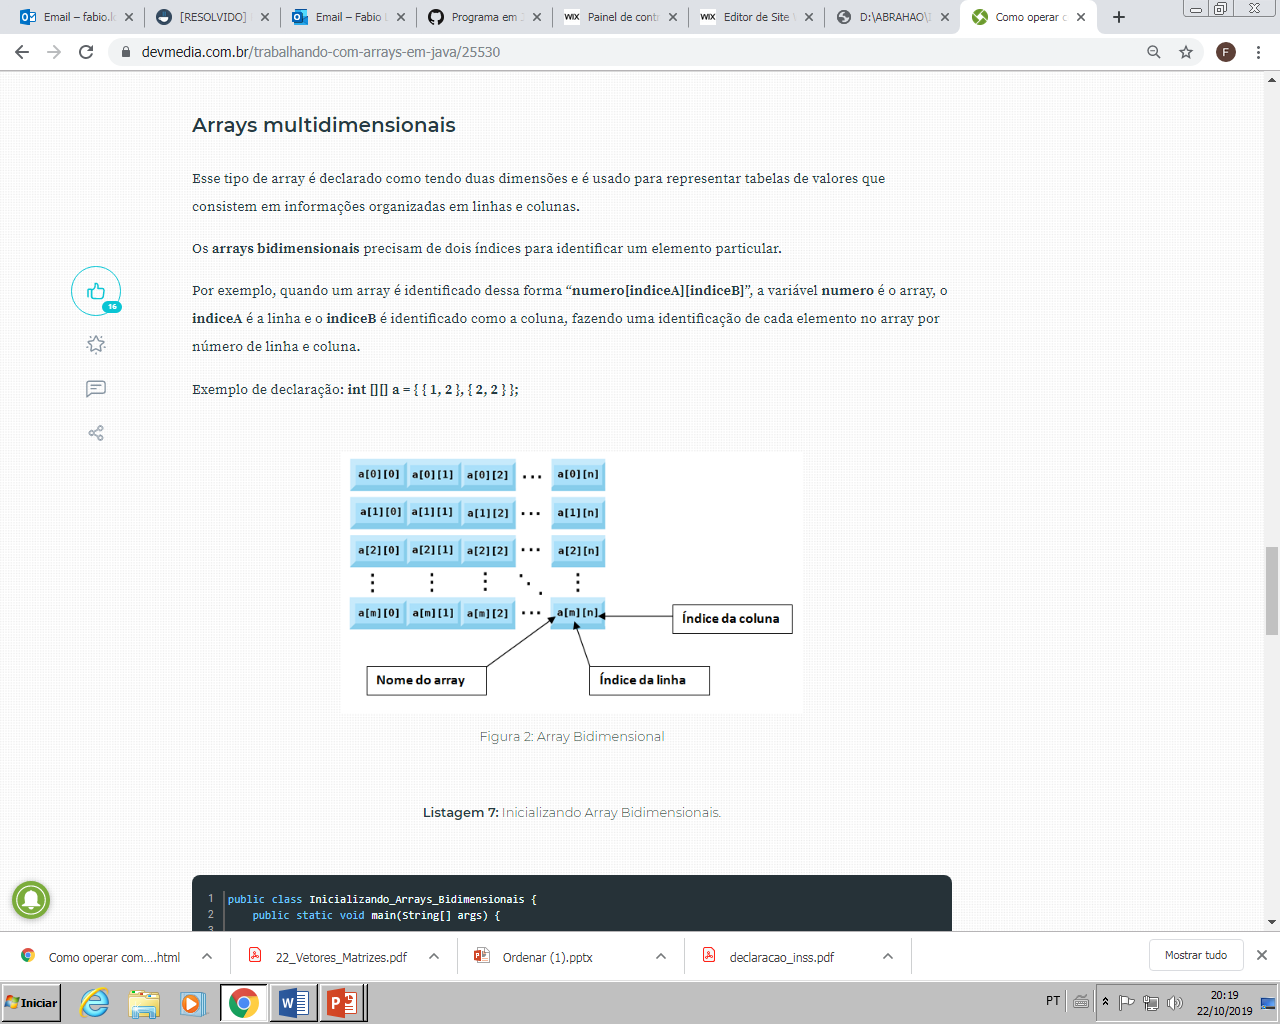 Email – fabio.lo
[RESOLVIDO]
Email – Fabio
Programa em
Painel de contr
Editor de Site
D:\ABRAHAO\
Como operar c
devmedia.com.br/trabalhando-com-arrays-em-java/25530
F
Arrays multidimensionais
Esse tipo de array é declarado como tendo duas dimensões e é usado para representar tabelas de valores que
consistem em informações organizadas em linhas e colunas.
Os arrays bidimensionais precisam de dois índices para identificar um elemento particular.
Por exemplo, quando um array é identificado dessa forma “numero[indiceA][indiceB]”, a variável numero é o array, o
indiceA é a linha e o indiceB é identificado como a coluna, fazendo uma identificação de cada elemento no array por
número de linha e coluna.
16
Exemplo de declaração: int [][] a = { { 1, 2 }, { 2, 2 } };
a[0][0] a[0][1] a[0][2] ... a[0][n]
a[1][0] a[1][1] a[1][2] ... a[1][n]
a[2][0] a[2][1] a[2][2] ... a[2][n]
a[m][0] a[m][1] a[m][2] ... a[m][n]
Índice da coluna
Nome do array
Índice da linha
Figura 2: Array Bidimensional
Listagem 7: Inicializando Array Bidimensionais.
1 public class Inicializando_Arrays_Bidimensionais {
2 public static void main(String[] args) {
3
Como operar com....html
22_Vetores_Matrizes.pdf
Ordenar (1).pptx
declaracao_inss.pdf
Mostrar tudo
Iniciar
PT
20:19
22/10/2019